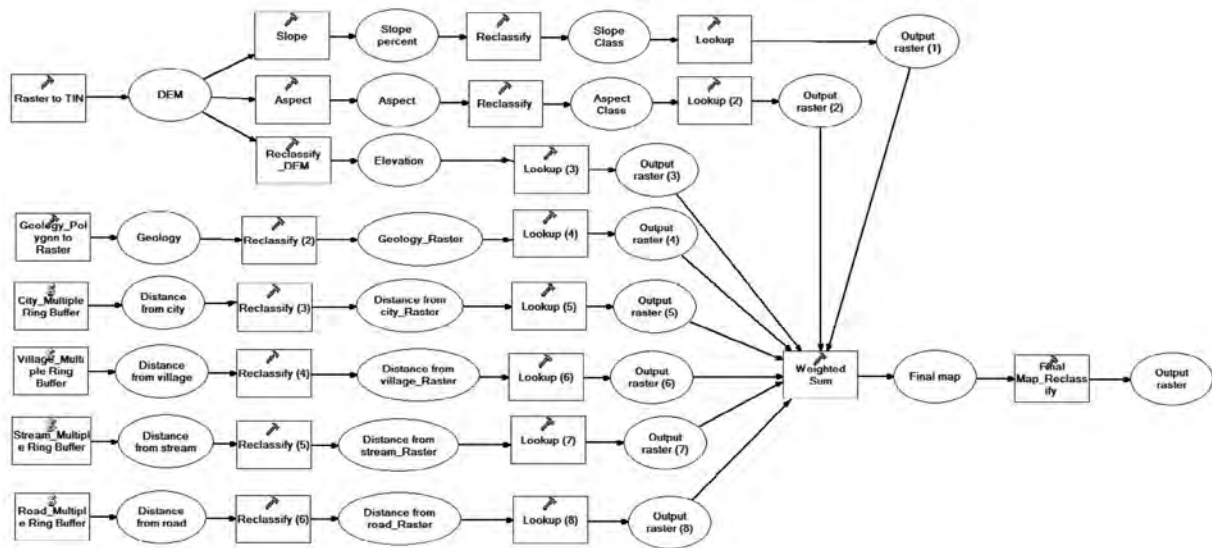 Slope
Slope
percent
Reclassify
Slope
Class
Lookup
Output
raster (1)
Raster to TIN
DEM
Aspect
Aspect
Reclassify
Aspect
Class
Lookup (2)
Output
raster (2)
Reclassify
_DEM
Elevation
Lookup (3)
Output
raster (3)
Geology_Polygnn to
Raster
Geology
Reclassify (2)
Geology_Raster
Lookup (4)
Output
raster (4)
City_Multiple
Ring Buffer
Distance
from city
Reclassify (3)
Distance from
city_Raster
Lookup (5)
Output
raster (5)
Village_Multi
ple Ring
Buffer
Distance
from village
Reclassify (4)
Distance from
village_Raster
Lookup (6)
Output
raster (6)
Weighted
Sum
Final map
Final
Map_Reclass
ify
Output
raster
Stream_Multipl
e Ring Buffer
Distance
from stream
Reclassify (5)
Distance from
stream_Raster
Lookup (7)
Output
raster (7)
Road_Multipl
e Ring Buffer
Distance
from road
Reclassify (6)
Distance from
road_Raster
Lookup (8)
Output
raster (8)